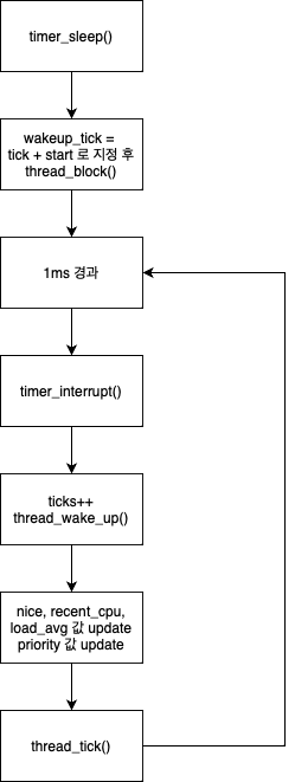 timer_sleep()
wakeup_tick =
tick + start 로 지정 후
thread_block()
1ms 경과
timer_interrupt()
ticks++
thread_wake_up()
nice, recent_cpu,
load_avg 값 update
priority 값 update
thread_tick()